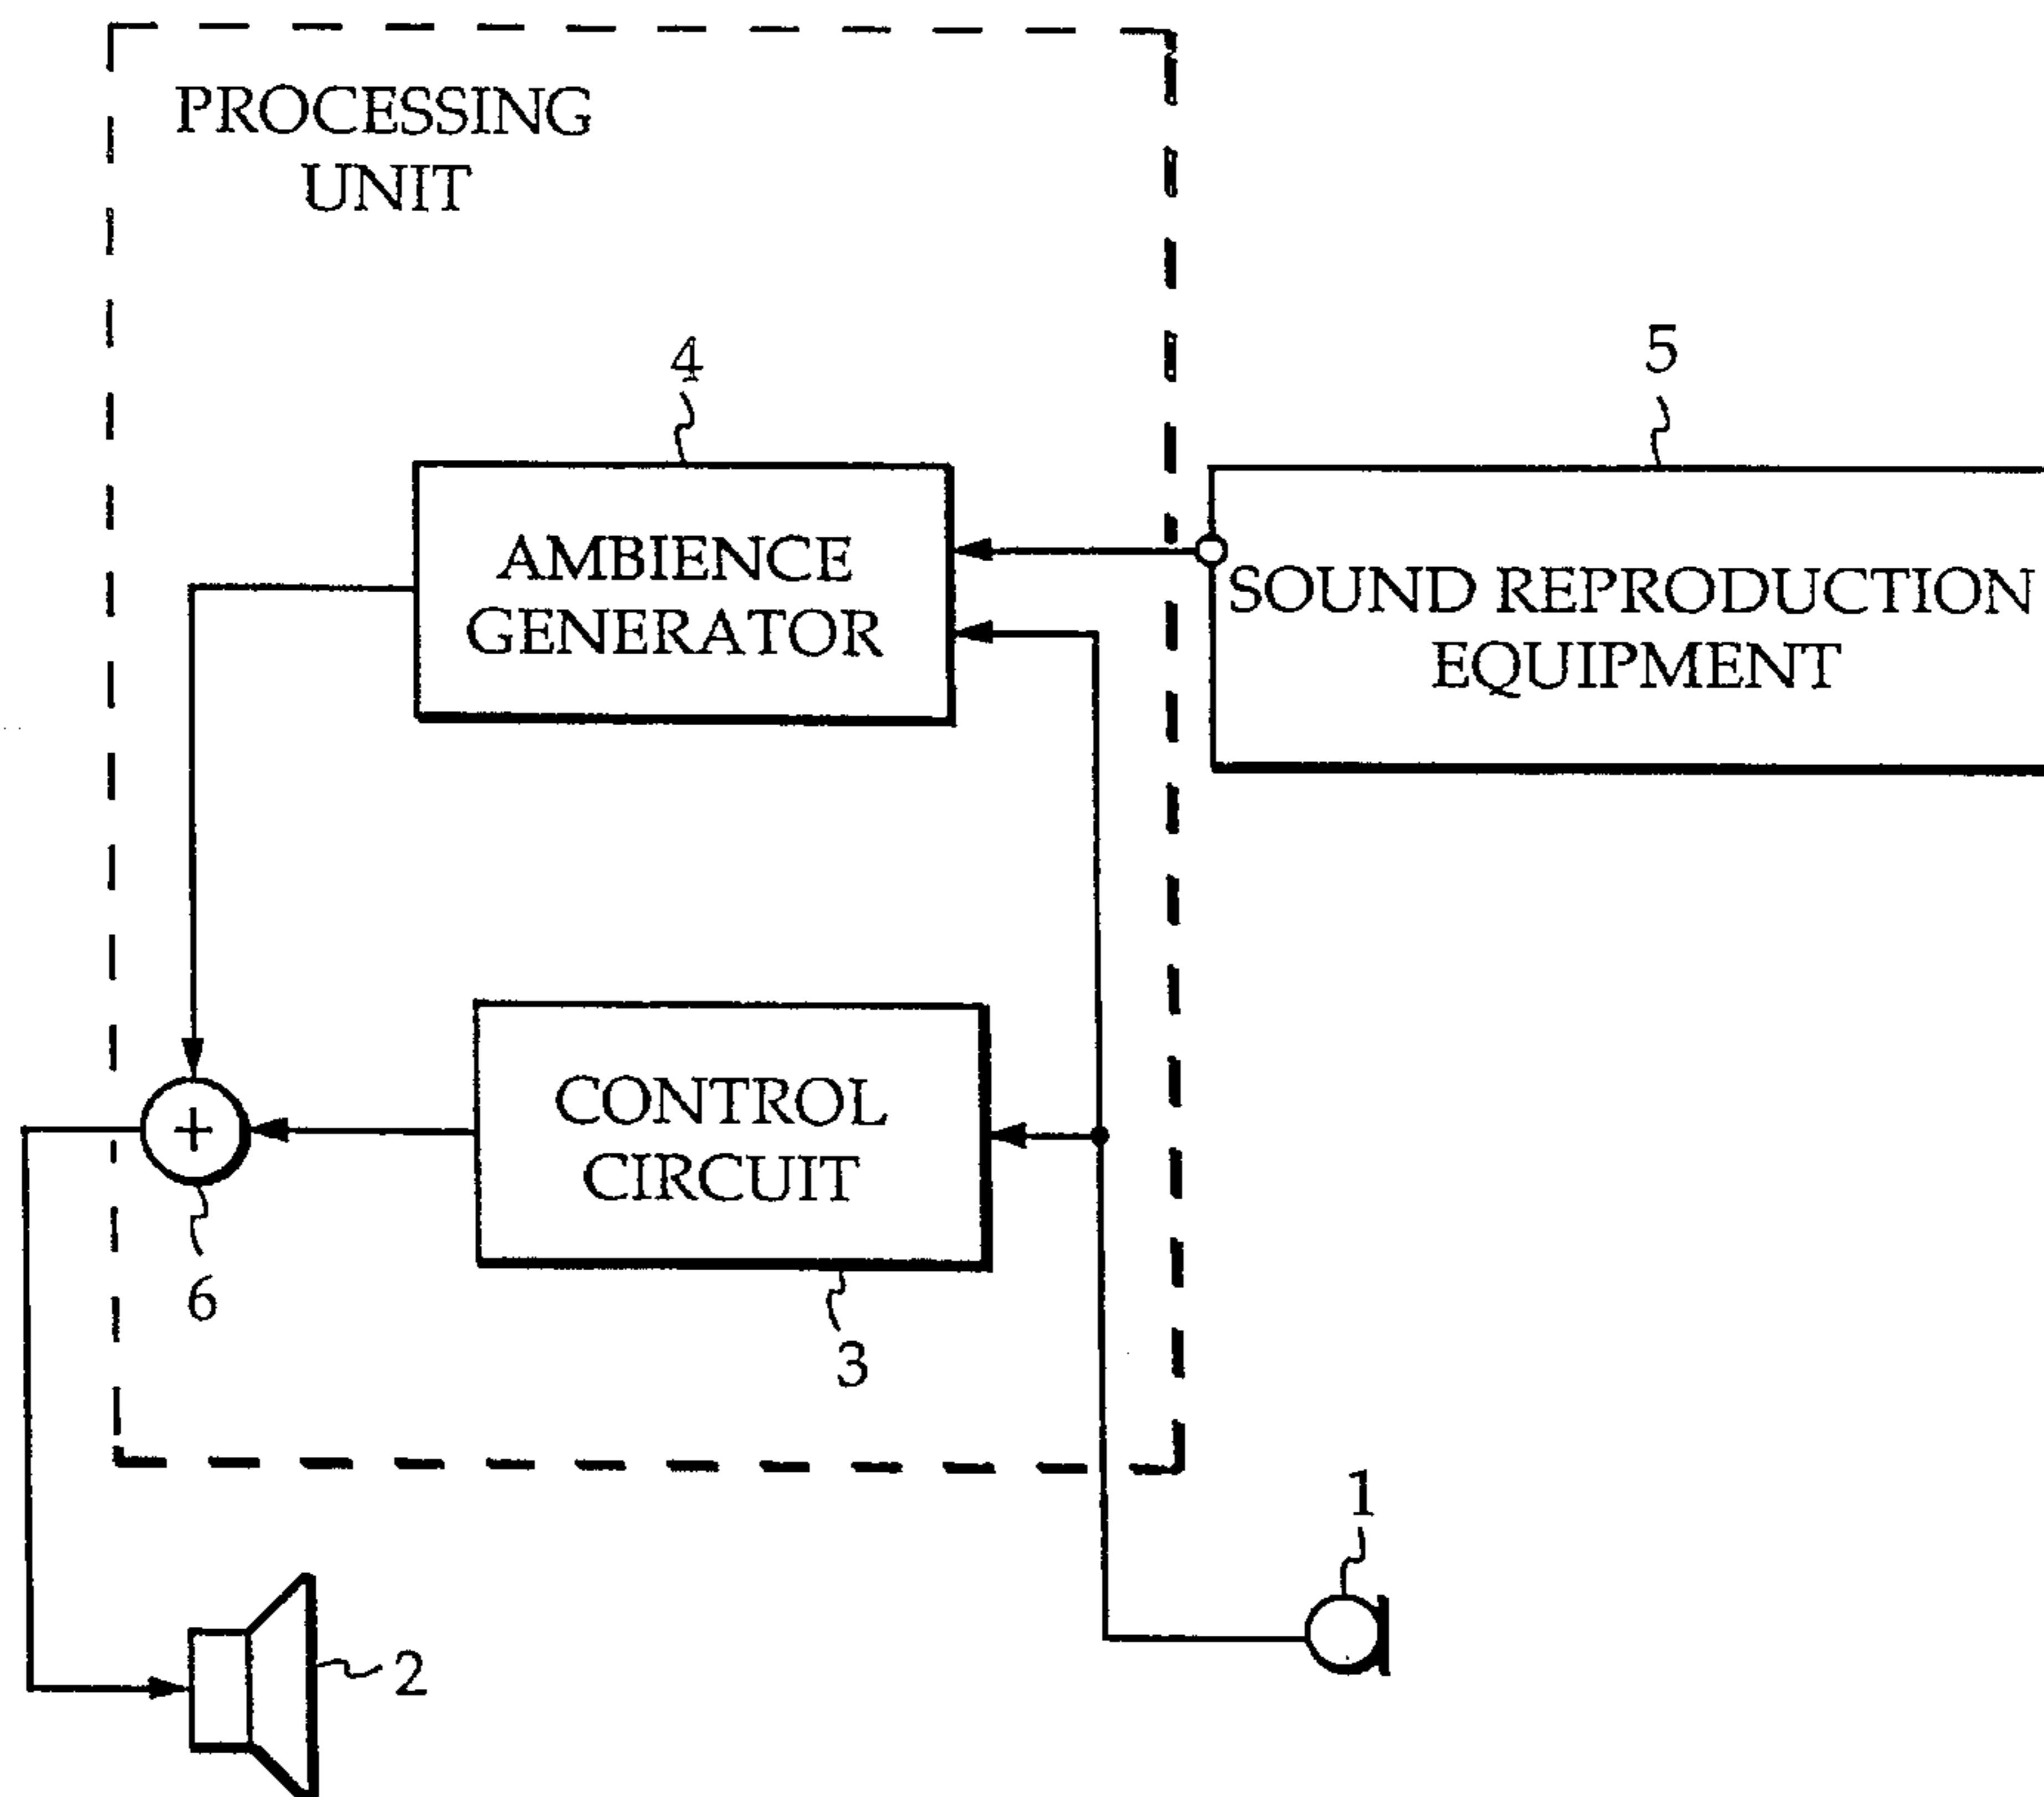 PROCESSING
UNIT
4
5
AMBIENCE
GENERATOR
SOUND REPRODUCTION
EQUIPMENT
CONTROL
CIRCUIT
+
6
3
1
2